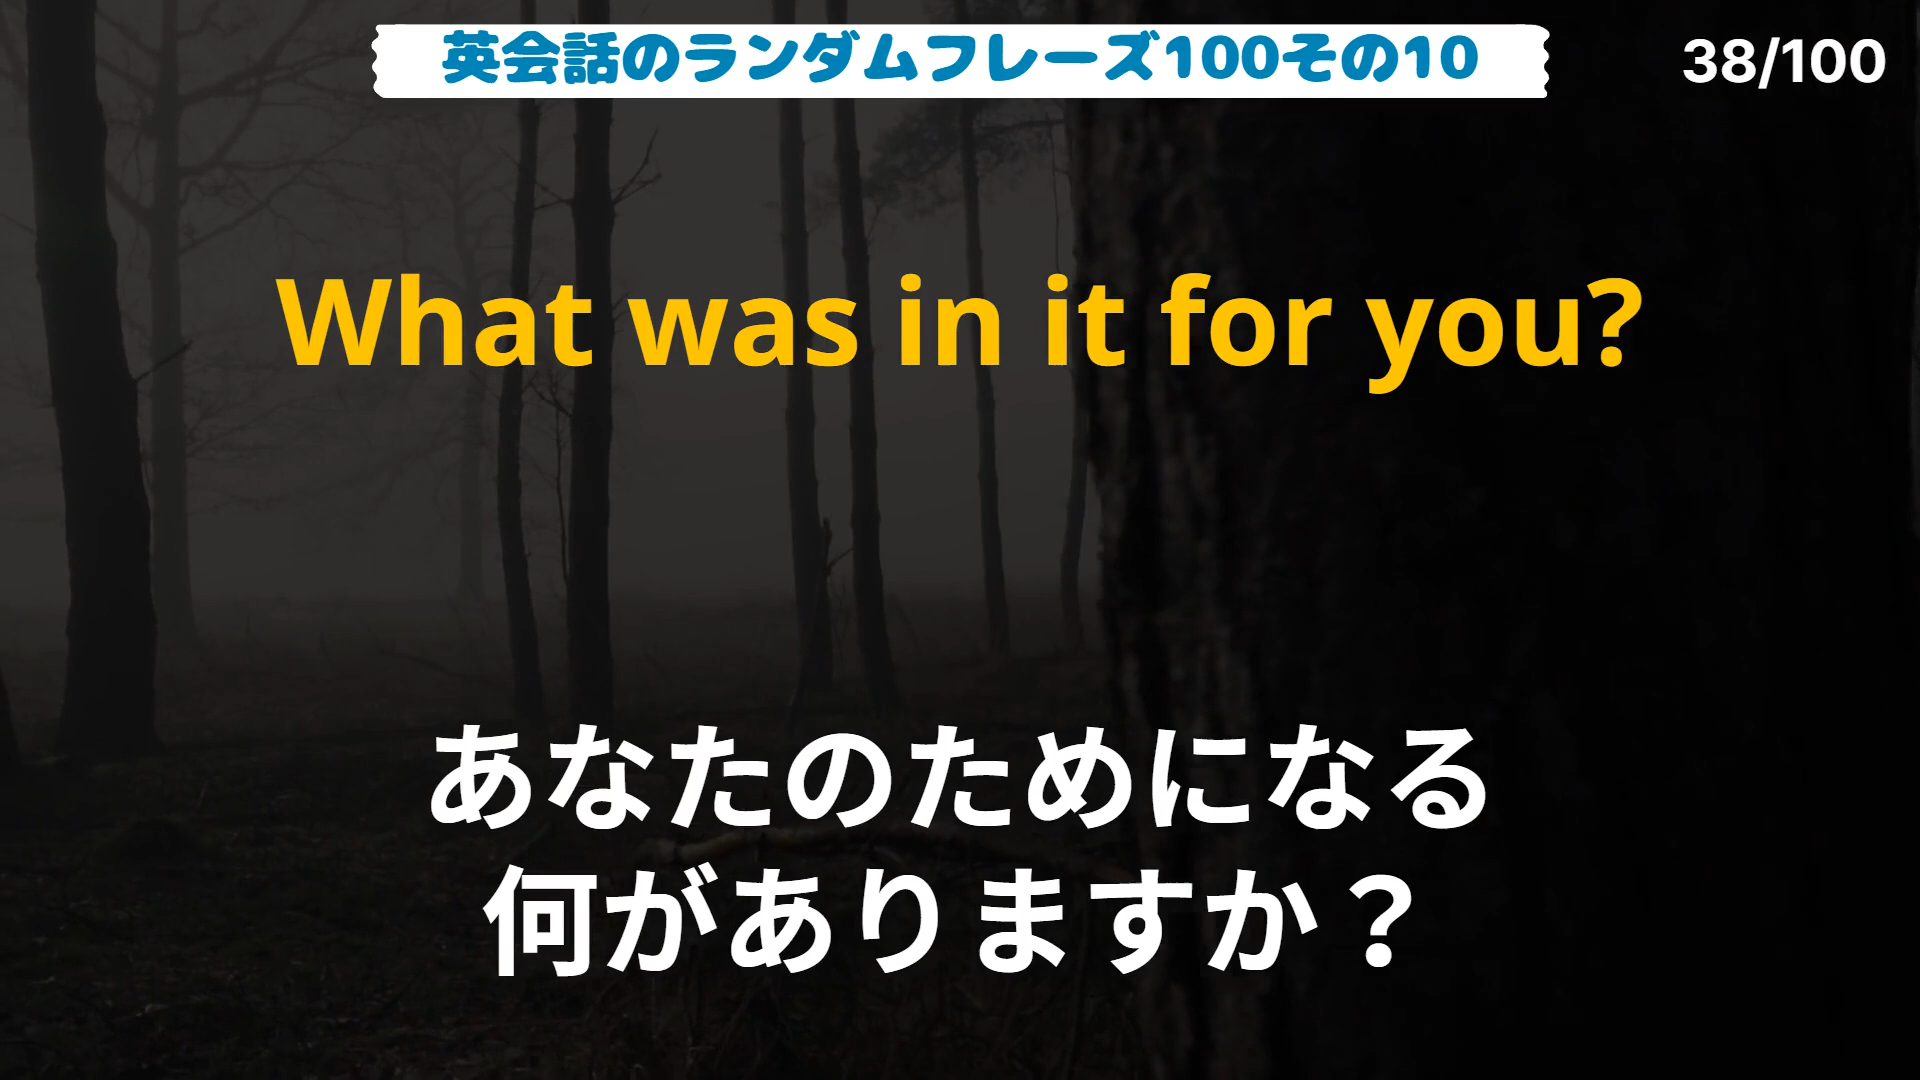 英会話のランダムフレーズ100その10
38/100
What was in it for you?
あなたのためになる
何がありますか？